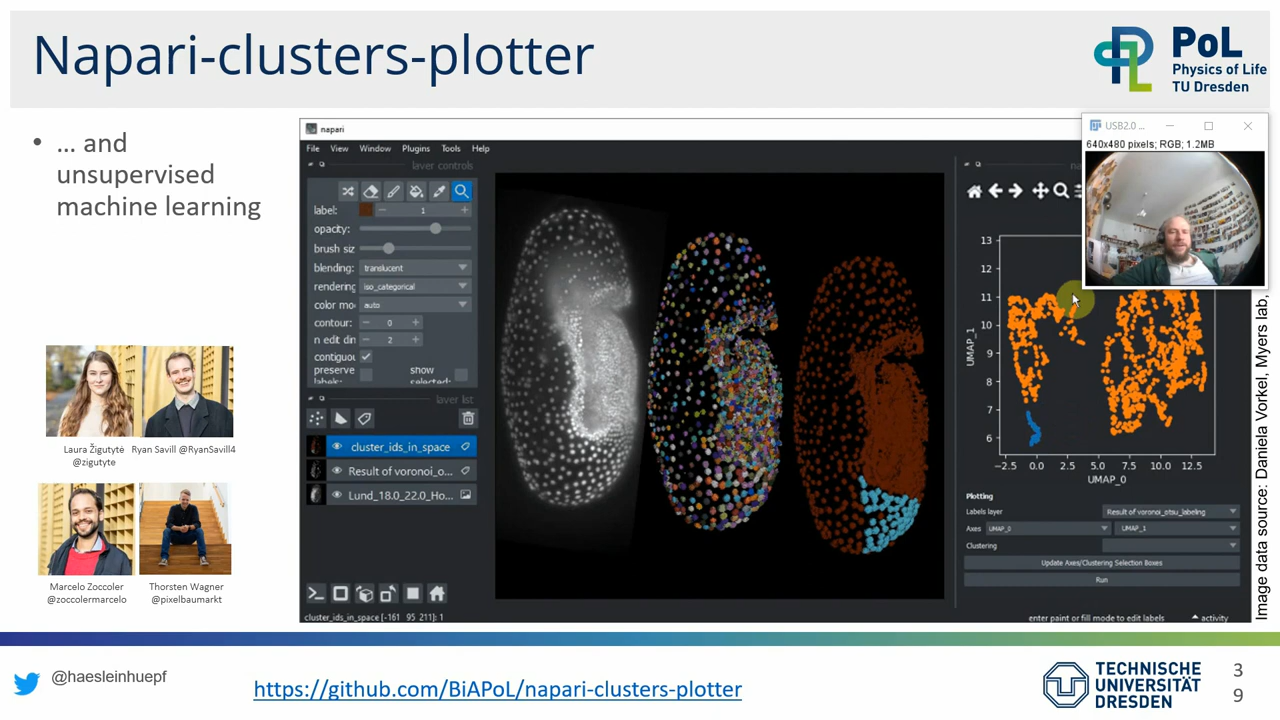 Napari-clusters-plotter
PoL
Physics of Life
TU Dresden
• ... and
unsupervised
machine learning
Laura Žigutytė
@zigutyte
Ryan Savill @RyanSavill4
Marcelo Zoccoler
@zoccolermarcelo
Thorsten Wagner
@pixelbaumarkt
napari
File View Window Plugins Tools Help
layer controls
label: 1
opacity:
brush siz
blending: translucent
rendering iso_categorical
color mo: auto
contour: 0
n edit din 2
contiguou
preserve
labels:
show
selected:
layer list
cluster_ids_in_space
Result of voronoi_o...
Lund_18.0_22.0_Ho...
cluster_ids_in_space [-161 95 211]: 1
USB2.0 ...
640x480 pixels; RGB; 1.2MB
13
12
11
10
9
8
7
6
UMAP_1
-2.5 0.0 2.5 5.0 7.5 10.0 12.5
UMAP_0
Plotting
Labels layer Result of voronoi_otsu_labeling
Axes UMAP_0 UMAP_1
Clustering
Update Axes/Clustering Selection Boxes
Run
enter paint or fill mode to edit labels
activity
Image data source: Daniela Vorkel, Myers lab,
@haesleinhuepf
https://github.com/BiAPoL/napari-clusters-plotter
TECHNISCHE
UNIVERSITÄT
DRESDEN
3
9